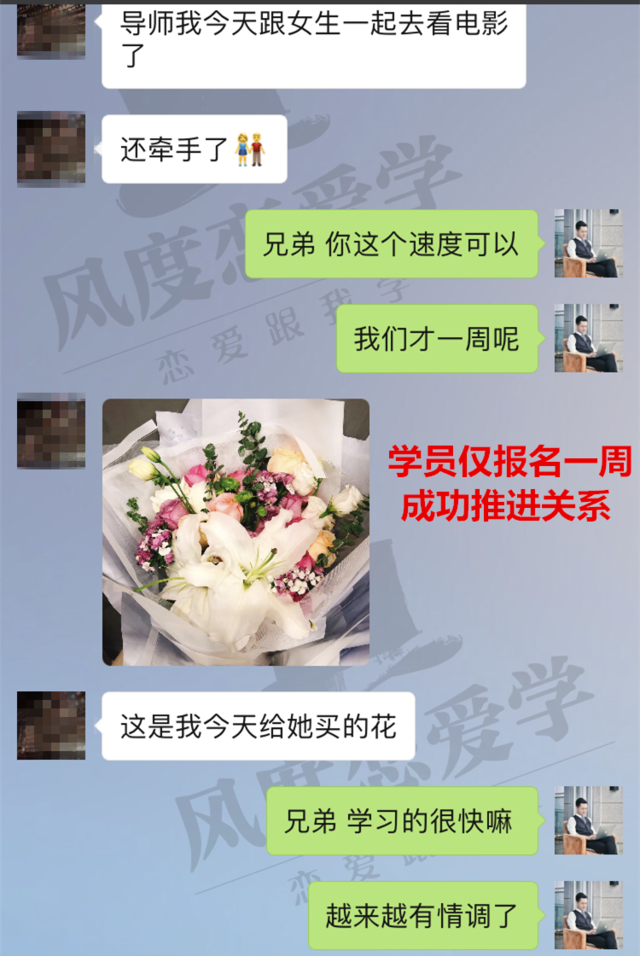 导师我今天跟女生一起去看电影
了
还牵手了
风度恋爱学
恋爱跟我学
兄弟 你这个速度可以
我们才一周呢
学员仅报名一周
成功推进关系
这是我今天给她买的花
风度恋爱学
恋爱跟
兄弟 学习的很快嘛
越来越有情调了